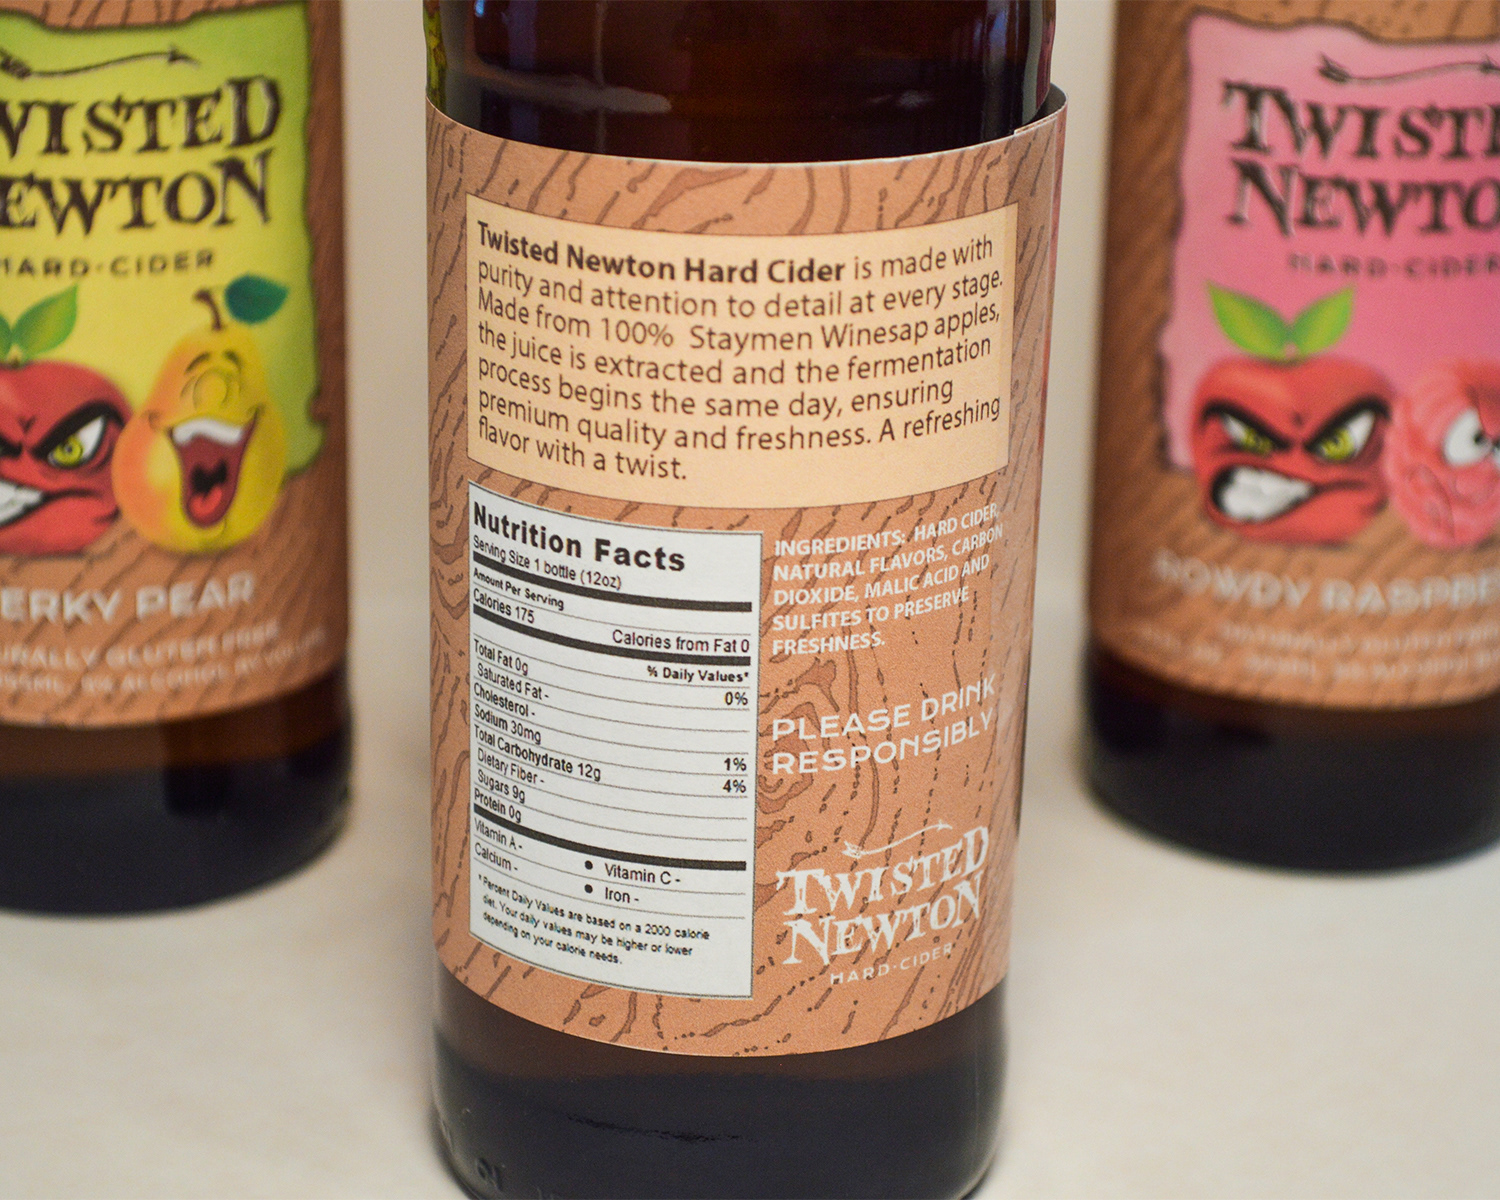 Twisted Newton Hard Cider is made with
purity and attention to detail at every stage.
Made from 100% Staymen Winesap apples,
the juice is extracted and the fermentation
process begins the same day, ensuring
premium quality and freshness. A refreshing
flavor with a twist.
Nutrition Facts
Serving Size 1 bottle (12oz)
Amount Per Serving
Calories 175 Calories from Fat 0
% Daily Values*
Total Fat 0g 0%
Saturated Fat -
Cholesterol -
Sodium 30mg 1%
Total Carbohydrate 12g 4%
Dietary Fiber -
Sugars 9g
Protein 0g
Vitamin A - • Vitamin C -
Calcium - • Iron -
* Percent Daily Values are based on a 2000 calorie
diet. Your daily values may be higher or lower
depending on your calorie needs.
INGREDIENTS: HARD CIDER,
NATURAL FLAVORS, CARBON
DIOXIDE, MALIC ACID AND
SULFITES TO PRESERVE
FRESHNESS.
PLEASE DRINK
RESPONSIBLY
TWISTED
NEWTON
HARD·CIDER
WISTED
EWTON
HARD·CIDER
ERKY PEAR
TWISTE
NEWTO
HARD·CIDER
ROWDY RASPBE